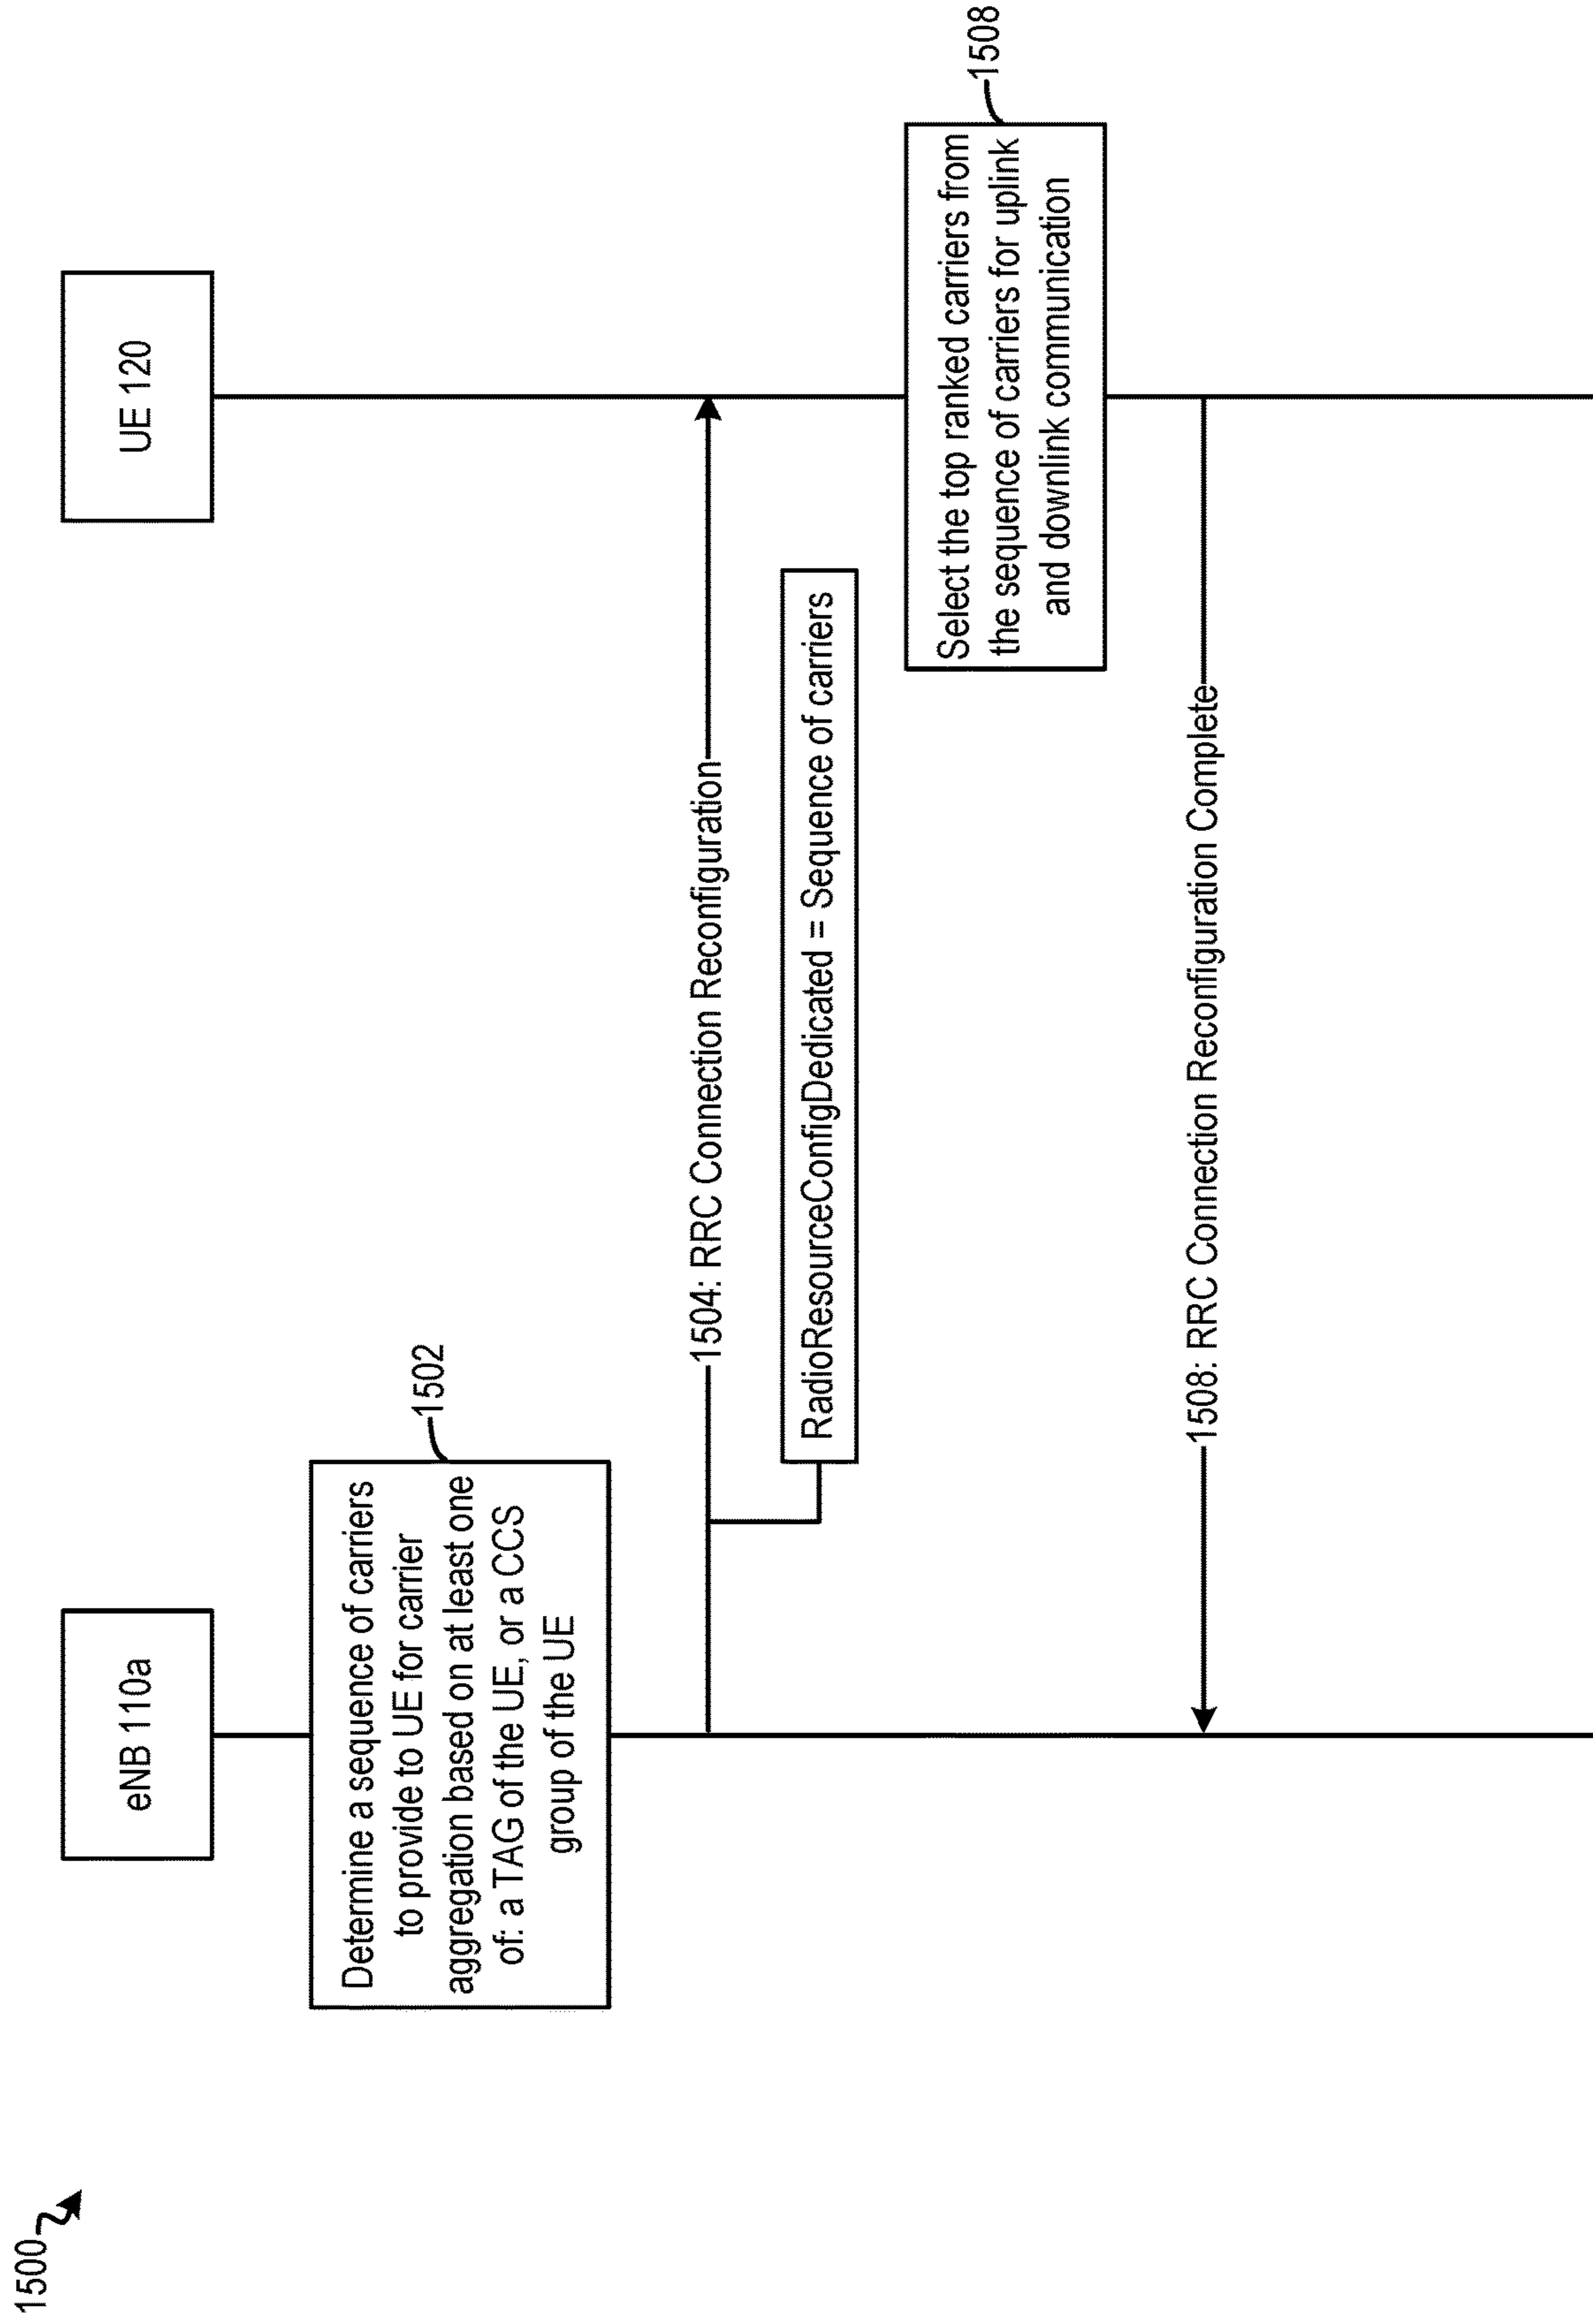 1500
eNB 110a
UE 120
Determine a sequence of carriers
to provide to UE for carrier
aggregation based on at least one
of: a TAG of the UE, or a CCS
group of the UE
1502
1504: RRC Connection Reconfiguration
RadioResourceConfigDedicated = Sequence of carriers
Select the top ranked carriers from
the sequence of carriers for uplink
and downlink communication
1508
1508: RRC Connection Reconfiguration Complete